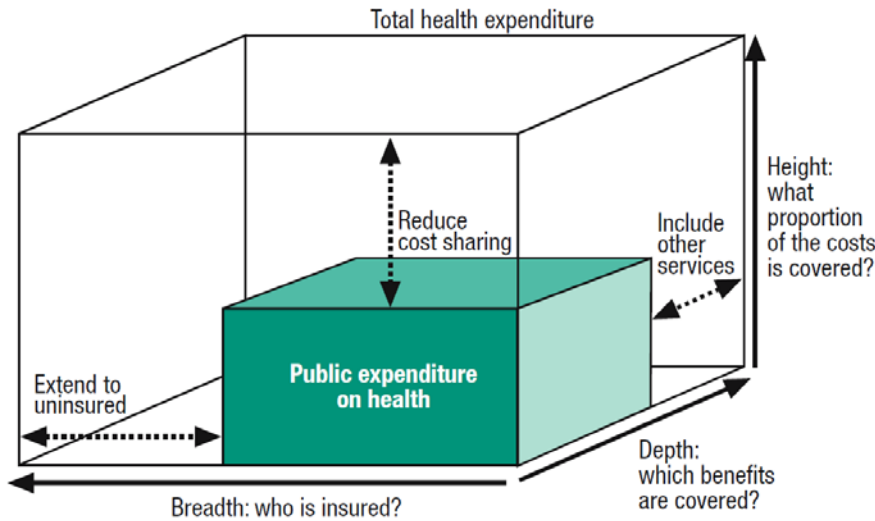 Total health expenditure
Height:
what
proportion
of the costs
is covered?
Reduce
cost sharing
Include
other
services
Public expenditure
on health
Extend to
uninsured
Depth:
which benefits
are covered?
Breadth: who is insured?